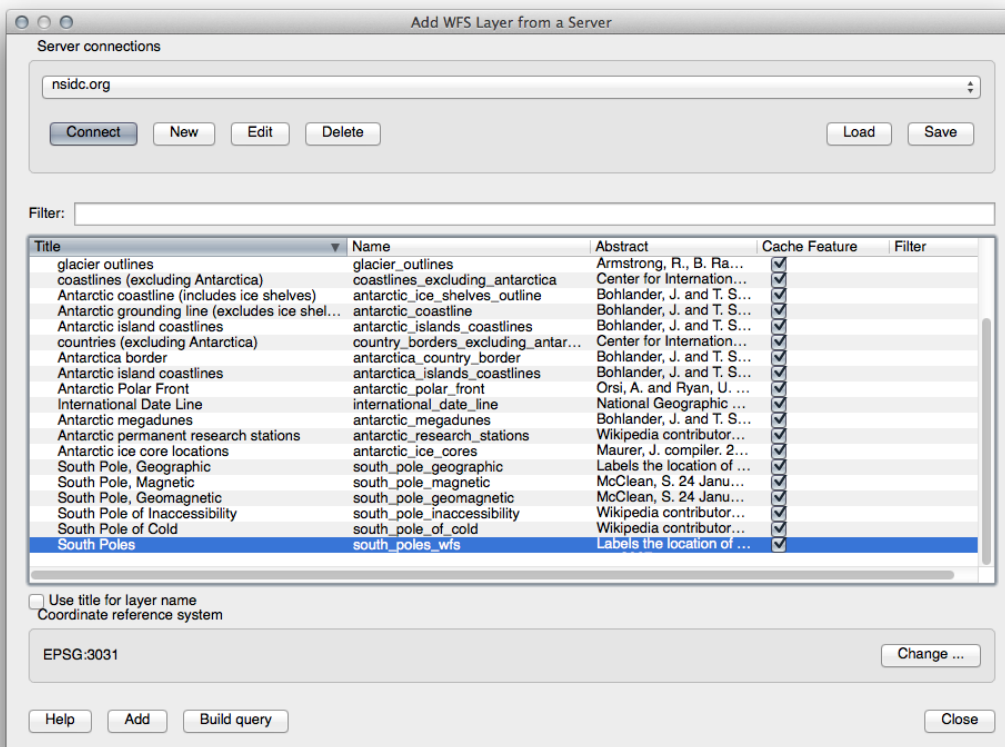 Add WFS Layer from a Server
Server connections
nsidc.org
Connect New Edit Delete Load Save
Filter:
Title Name Abstract Cache Feature Filter
glacier outlines glacier_outlines Armstrong, R., B. Ra...
coastlines (excluding Antarctica) coastlines_excluding_antarctica Center for Internation...
Antarctic coastline (includes ice shelves) antarctic_ice_shelves_outline Bohlander, J. and T. S...
Antarctic grounding line (excludes ice shel... antarctic_coastline Bohlander, J. and T. S...
Antarctic island coastlines antarctic_islands_coastlines Bohlander, J. and T. S...
countries (excluding Antarctica) country_borders_excluding_antar... Center for Internation...
Antarctica border antarctica_country_border Bohlander, J. and T. S...
Antarctic island coastlines antarctica_islands_coastlines Bohlander, J. and T. S...
Antarctic Polar Front antarctic_polar_front Orsi, A. and Ryan, U. ...
International Date Line international_date_line National Geographic ...
Antarctic megadunes antarctic_megadunes Bohlander, J. and T. S...
Antarctic permanent research stations antarctic_research_stations Wikipedia contributor...
Antarctic ice core locations antarctic_ice_cores Maurer, J. compiler. 2...
South Pole, Geographic south_pole_geographic Labels the location of ...
South Pole, Magnetic south_pole_magnetic McClean, S. 24 Janu...
South Pole, Geomagnetic south_pole_geomagnetic McClean, S. 24 Janu...
South Pole of Inaccessibility south_pole_inaccessibility Wikipedia contributor...
South Pole of Cold south_pole_of_cold Wikipedia contributor...
South Poles south_poles_wfs Labels the location of ...
Use title for layer name
Coordinate reference system
EPSG:3031
Change ...
Help Add Build query Close